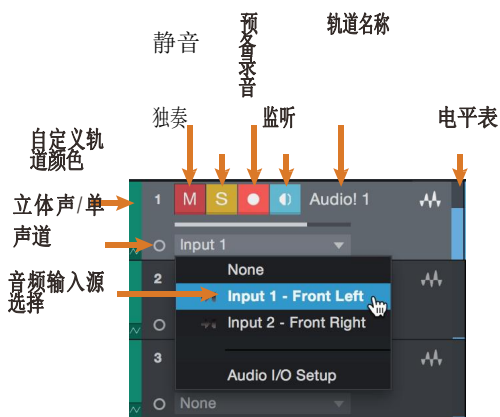 静音
预备录音
轨道名称
独奏
监听
电平表
自定义轨
道颜色
立体声/单
声道
音频输入源
选择
1 M S Audio! 1
Input 1
None
2
Input 1 - Front Left
Input 2 - Front Right
3
Audio I/O Setup
None